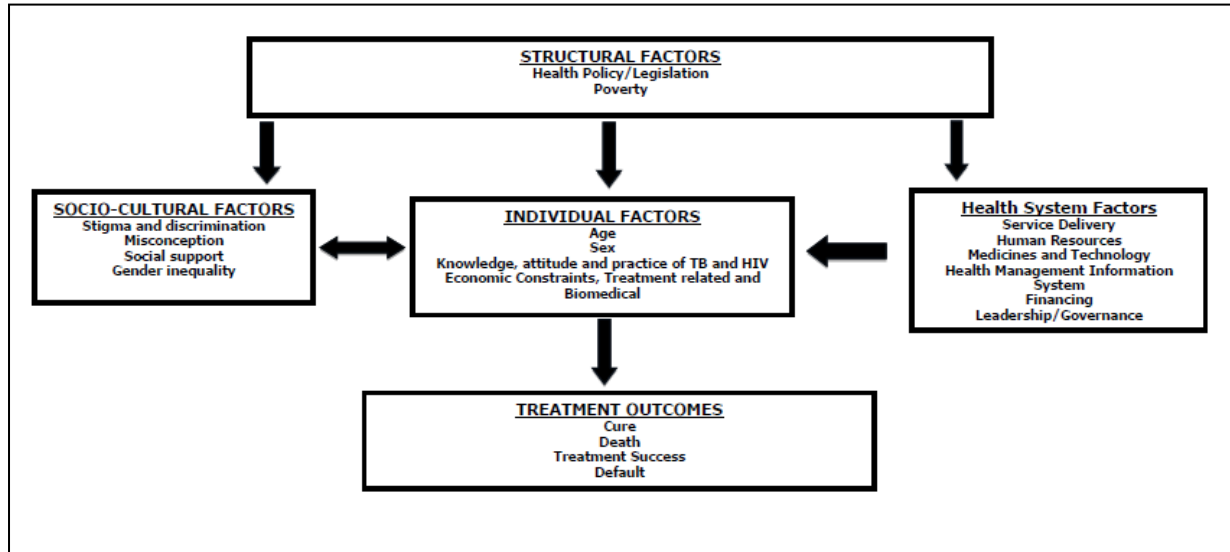 STRUCTURAL FACTORS
Health Policy/Legislation
Poverty
SOCIO-CULTURAL FACTORS
Stigma and discrimination
Misconception
Social support
Gender inequality
INDIVIDUAL FACTORS
Age
Sex
Knowledge, attitude and practice of TB and HIV
Economic Constraints, Treatment related and
Biomedical
Health System Factors
Service Delivery
Human Resources
Medicines and Technology
Health Management Information
System
Financing
Leadership/Governance
TREATMENT OUTCOMES
Cure
Death
Treatment Success
Default